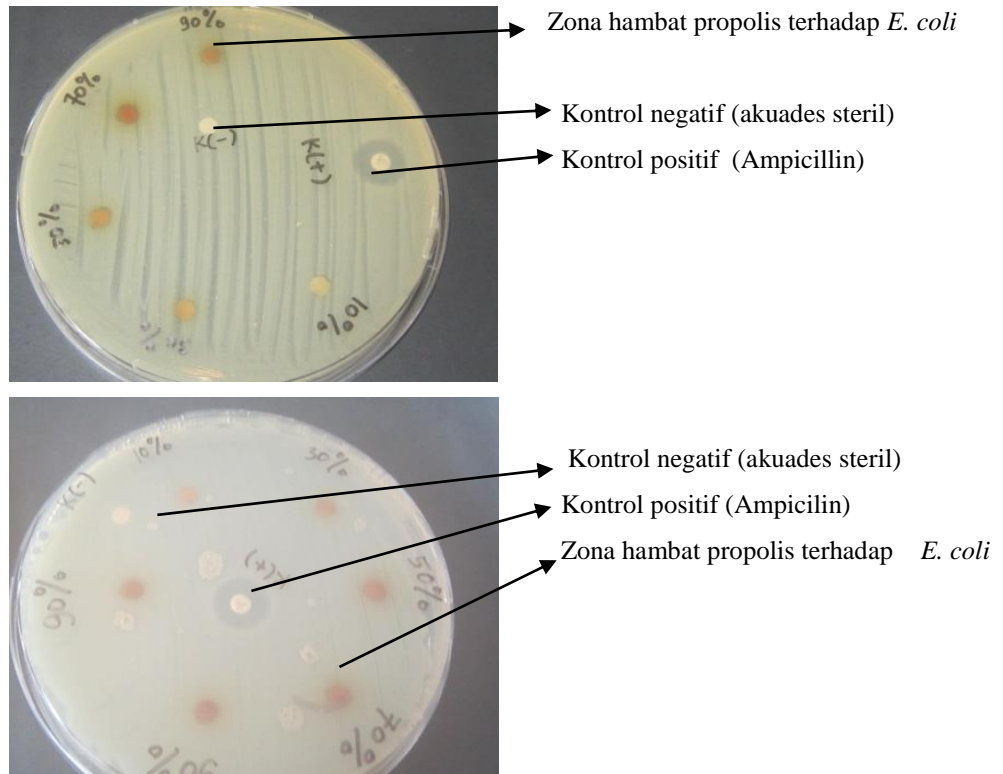 90%
Zona hambat propolis terhadap E. coli
70%
K(-)
Kontrol negatif (akuades steril)
K(+)
Kontrol positif (Ampicillin)
10%
10%
30%
Kontrol negatif (akuades steril)
K(-)
Kontrol positif (Ampicilin)
(+)
50%
Zona hambat propolis terhadap E. coli
90%
70%
90%